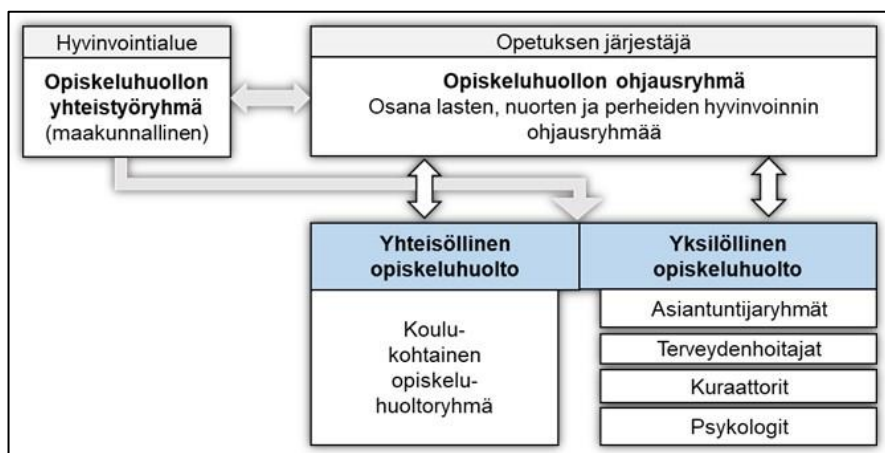 Hyvinvointialue
Opiskeluhuollon
yhteistyöryhmä
(maakunnallinen)
Opetuksen järjestäjä
Opiskeluhuollon ohjausryhmä
Osana lasten, nuorten ja perheiden hyvinvoinnin
ohjausryhmää
Yhteisöllinen
opiskeluhuolto
Koulu-
kohtainen
opiskelu-
huoltoryhmä
Yksilöllinen
opiskeluhuolto
Asiantuntijaryhmät
Terveydenhoitajat
Kuraattorit
Psykologit